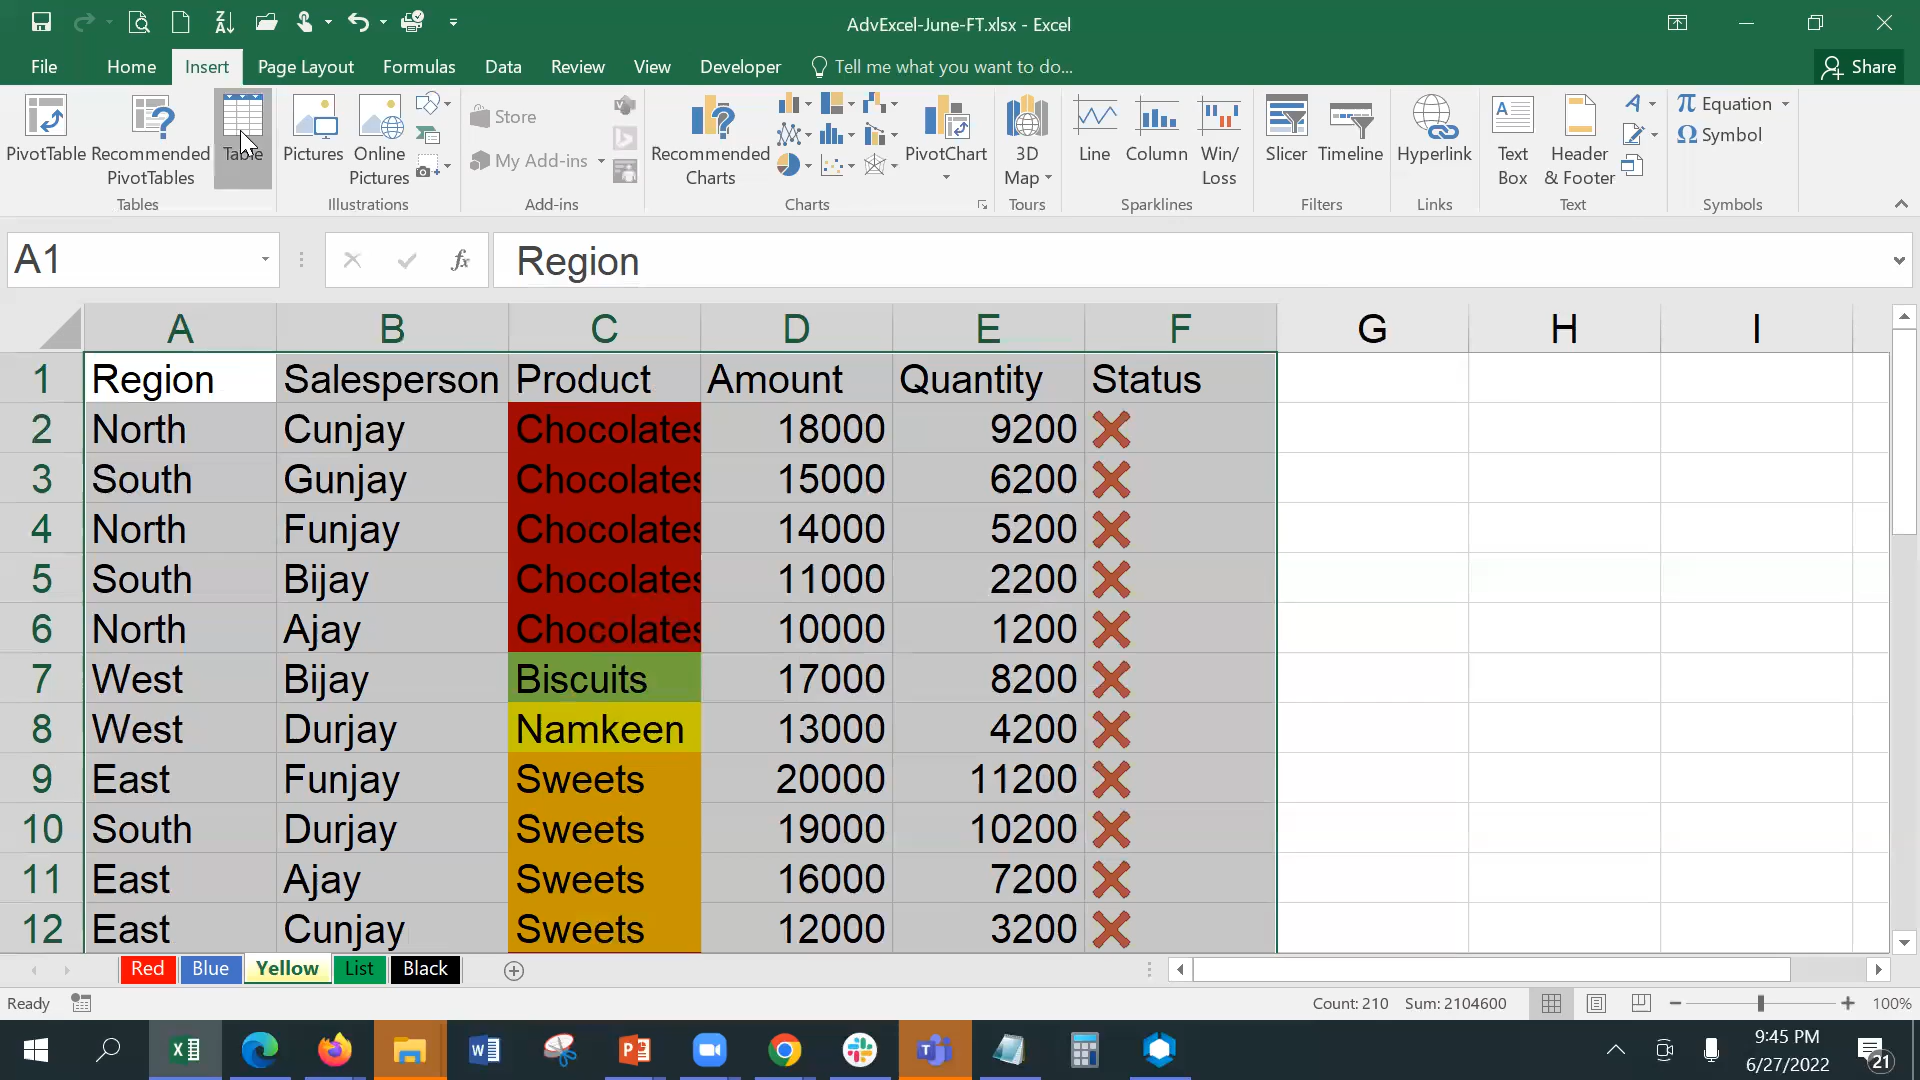 AdvExcel-June-FT.xlsx - Excel
File Home Insert Page Layout Formulas Data Review View Developer Tell me what you want to do... Share
PivotTable Recommended PivotTables Table
Tables
Pictures Online Pictures
Illustrations
Store
My Add-ins
Add-ins
Recommended Charts
PivotChart
Charts
3D Map
Tours
Line Column Win/ Loss
Sparklines
Slicer Timeline
Filters
Hyperlink
Links
Text Box Header & Footer
Text
π Equation
Ω Symbol
Symbols
A1 fx Region
A B C D E F G H I
1 Region Salesperson Product Amount Quantity Status
2 North Cunjay Chocolates 18000 9200
3 South Gunjay Chocolates 15000 6200
4 North Funjay Chocolates 14000 5200
5 South Bijay Chocolates 11000 2200
6 North Ajay Chocolates 10000 1200
7 West Bijay Biscuits 17000 8200
8 West Durjay Namkeen 13000 4200
9 East Funjay Sweets 20000 11200
10 South Durjay Sweets 19000 10200
11 East Ajay Sweets 16000 7200
12 East Cunjay Sweets 12000 3200
Red Blue Yellow List Black
Ready Count: 210 Sum: 2104600 100%
9:45 PM
6/27/2022
21